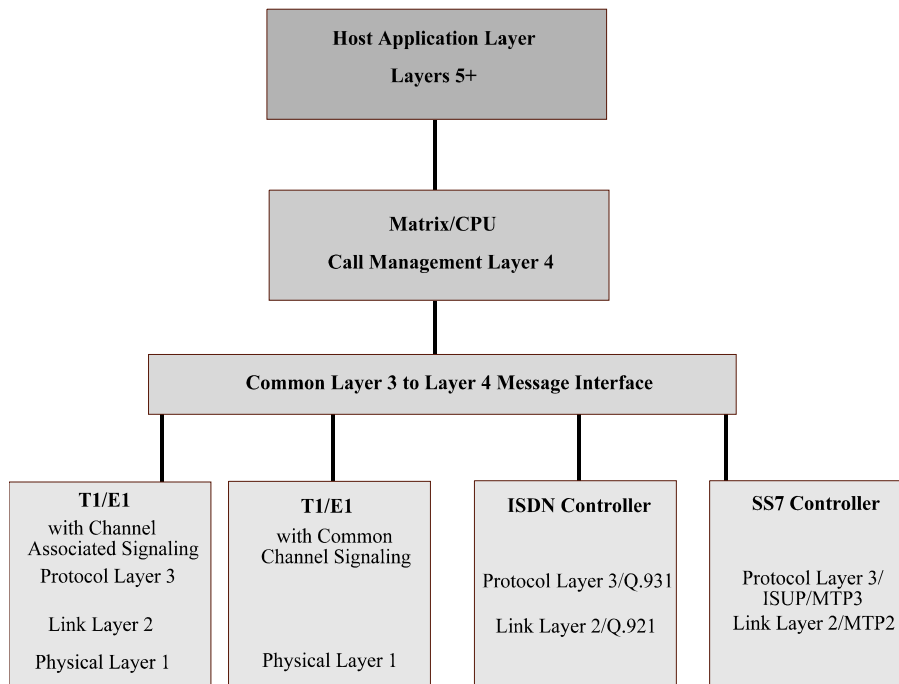 Host Application Layer
Layers 5+
Matrix/CPU
Call Management Layer 4
Common Layer 3 to Layer 4 Message Interface
T1/E1
with Channel
Associated Signaling
Protocol Layer 3
Link Layer 2
Physical Layer 1
T1/E1
with Common
Channel Signaling
Physical Layer 1
ISDN Controller
Protocol Layer 3/Q.931
Link Layer 2/Q.921
SS7 Controller
Protocol Layer 3/
ISUP/MTP3
Link Layer 2/MTP2